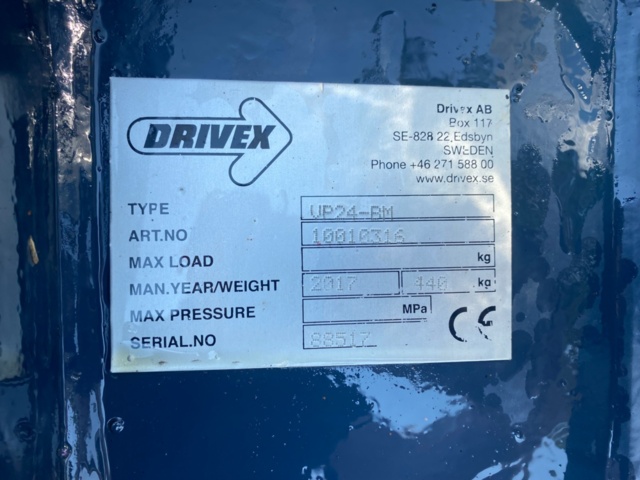 DRIVEX
Drivex AB
Box 117
SE-828 22, Edsbyn
SWEDEN
Phone +46 271 588 00
www.drivex.se
TYPE VP24-BM
ART.NO 10010316
MAX LOAD kg
MAN.YEAR/WEIGHT 2017 440 kg
MAX PRESSURE MPa
SERIAL.NO 88517
CE